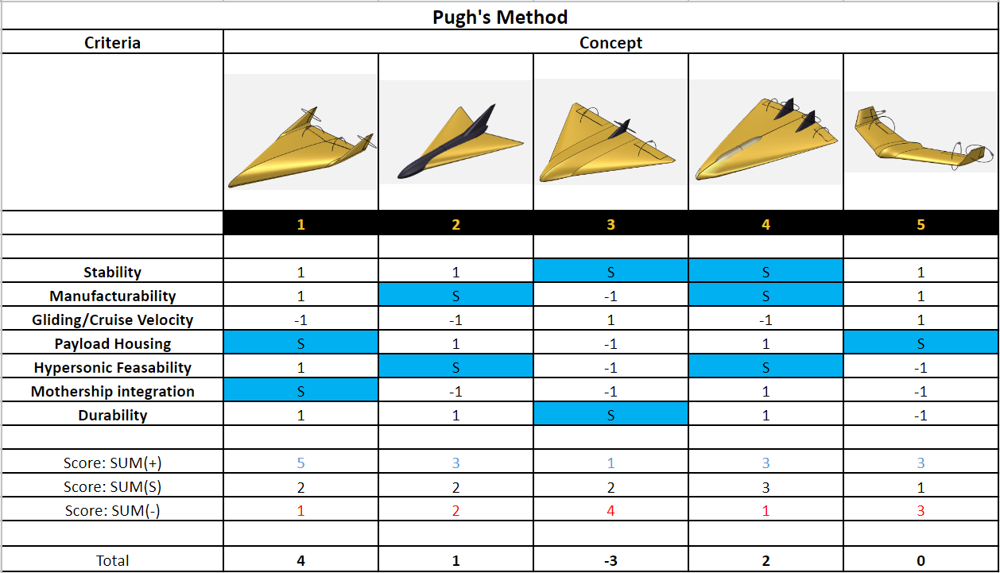 Pugh's Method
Criteria Concept
1 2 3 4 5
Stability 1 1 S S 1
Manufacturability 1 S -1 S 1
Gliding/Cruise Velocity -1 -1 1 -1 1
Payload Housing S 1 -1 1 S
Hypersonic Feasability 1 S -1 S -1
Mothership integration S -1 -1 1 -1
Durability 1 1 S 1 -1
Score: SUM(+) 5 3 1 3 3
Score: SUM(S) 2 2 2 3 1
Score: SUM(-) 1 2 4 1 3
Total 4 1 -3 2 0